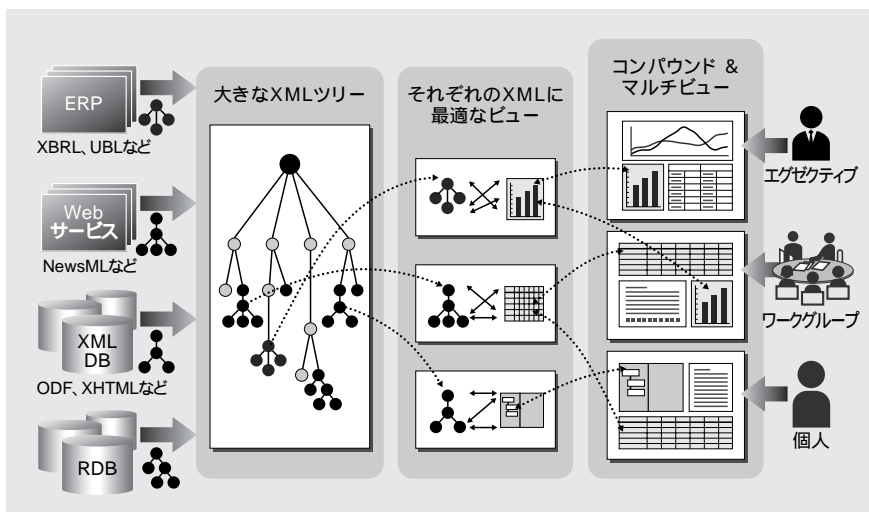 ERP
XBRL、UBLなど
Web
サービス
NewsMLなど
XML
DB
ODF、XHTMLなど
RDB
大きなXMLツリー
それぞれのXMLに
最適なビュー
コンパウンド &
マルチビュー
エグゼクティブ
ワークグループ
個人